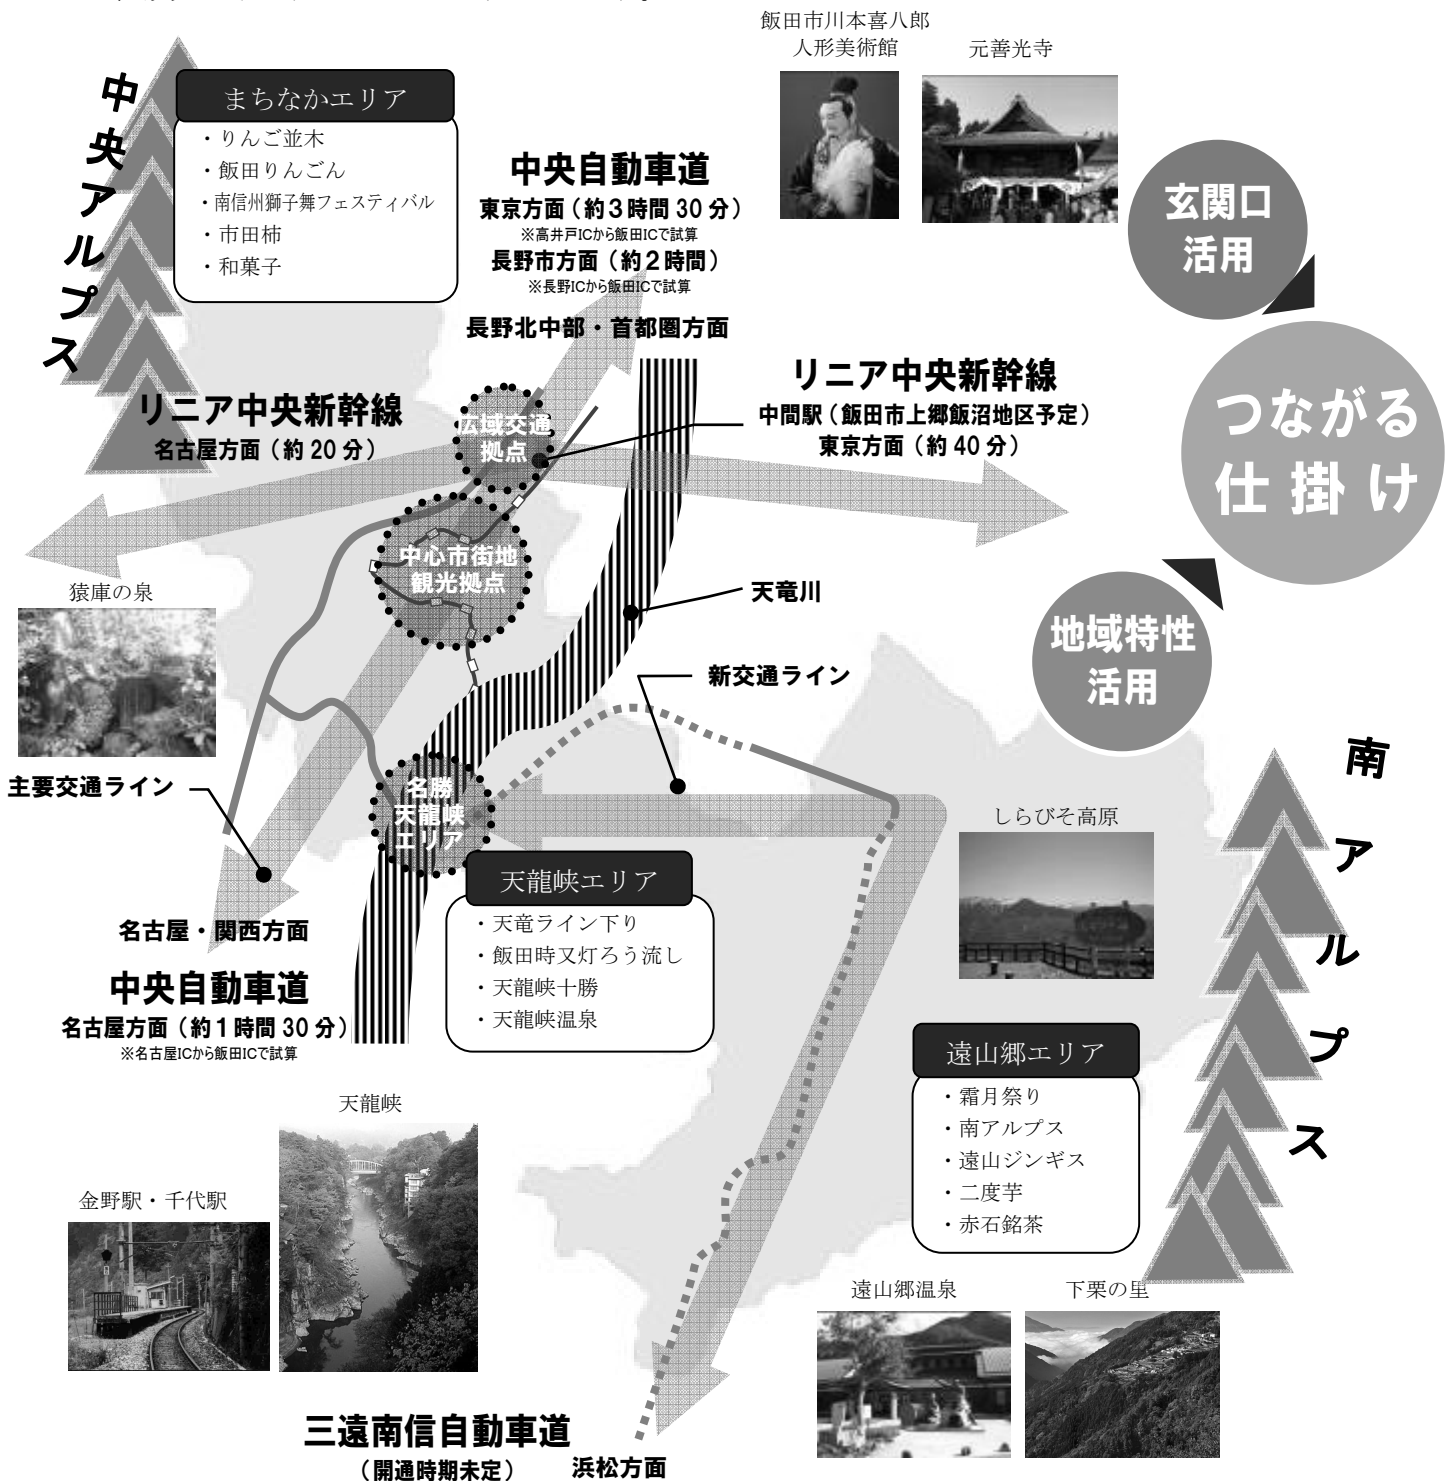 飯田市川本喜八郎
人形美術館
元善光寺
中央アルプス
まちなかエリア
・りんご並木
・飯田りんごん
・南信州獅子舞フェスティバル
・市田柿
・和菓子
中央自動車道
東京方面（約３時間 30 分）
※高井戸ICから飯田ICで試算
長野市方面（約２時間）
※長野ICから飯田ICで試算
長野北中部・首都圏方面
玄関口
活用
つながる
仕掛け
地域特性
活用
リニア中央新幹線
名古屋方面（約 20 分）
広域交通
拠点
リニア中央新幹線
中間駅（飯田市上郷飯沼地区予定）
東京方面（約 40 分）
中心市街地
観光拠点
猿庫の泉
天竜川
新交通ライン
主要交通ライン
名勝
天龍峡
エリア
南アルプス
しらびそ高原
天龍峡エリア
・天竜ライン下り
・飯田時又灯ろう流し
・天龍峡十勝
・天龍峡温泉
名古屋・関西方面
中央自動車道
名古屋方面（約１時間 30 分）
※名古屋ICから飯田ICで試算
遠山郷エリア
・霜月祭り
・南アルプス
・遠山ジンギス
・二度芋
・赤石銘茶
天龍峡
金野駅・千代駅
遠山郷温泉
下栗の里
三遠南信自動車道
（開通時期未定）
浜松方面